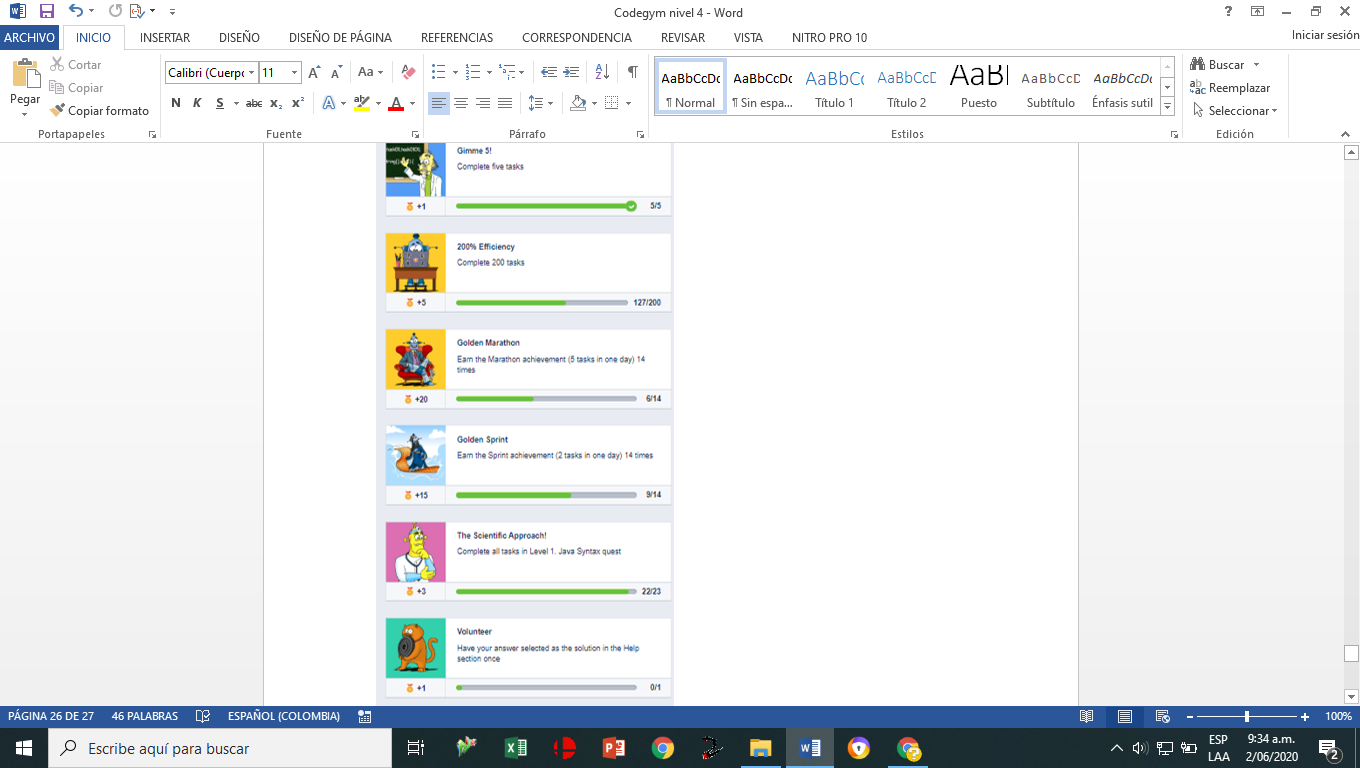 Codegym nivel 4 - Word
ARCHIVO INICIO INSERTAR DISEÑO DISEÑO DE PÁGINA REFERENCIAS CORRESPONDENCIA REVISAR VISTA NITRO PRO 10 Iniciar sesión
Pegar
Cortar
Copiar
Copiar formato
Portapapeles
Calibri (Cuerpo 11
N K S abc x₂ x²
Fuente
Párrafo
AaBbCcDc AaBbCcDc AaBbCc AaBbCcD AaB AaBbCcD AaBbCcDc
¶ Normal ¶ Sin espa... Título 1 Título 2 Puesto Subtítulo Énfasis sutil
Estilos
Buscar
Reemplazar
Seleccionar
Edición
Gimme 5!
Complete five tasks
+1 5/5
200% Efficiency
Complete 200 tasks
+5 127/200
Golden Marathon
Earn the Marathon achievement (5 tasks in one day) 14
times
+20 6/14
Golden Sprint
Earn the Sprint achievement (2 tasks in one day) 14 times
+15 9/14
The Scientific Approach!
Complete all tasks in Level 1. Java Syntax quest
+3 22/23
Volunteer
Have your answer selected as the solution in the Help
section once
+1 0/1
PÁGINA 26 DE 27 46 PALABRAS ESPAÑOL (COLOMBIA) 100%
Escribe aquí para buscar
ESP
LAA
9:34 a.m.
2/06/2020
2